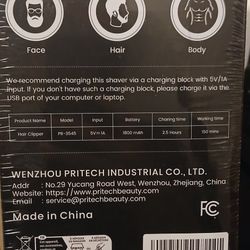 Face Hair Body
We-recommend charging this shaver via a charging block with 5V/1A
input. If you don't have such a charging block, please charge it via the
USB port of your computer or laptop.
Product Name Model Input Battery Charing time Working time
Hair Clipper PR-3545 5V⎓1A 1800 mAh 2.5 Hours 150 mins
WENZHOU PRITECH INDUSTRIAL CO., LTD.
Addr : No.29 Yucang Road West, Wenzhou, Zhejiang, China
Website : https://www.pritechbeauty.com
Email : service@pritechbeauty.com
Made in China
FC